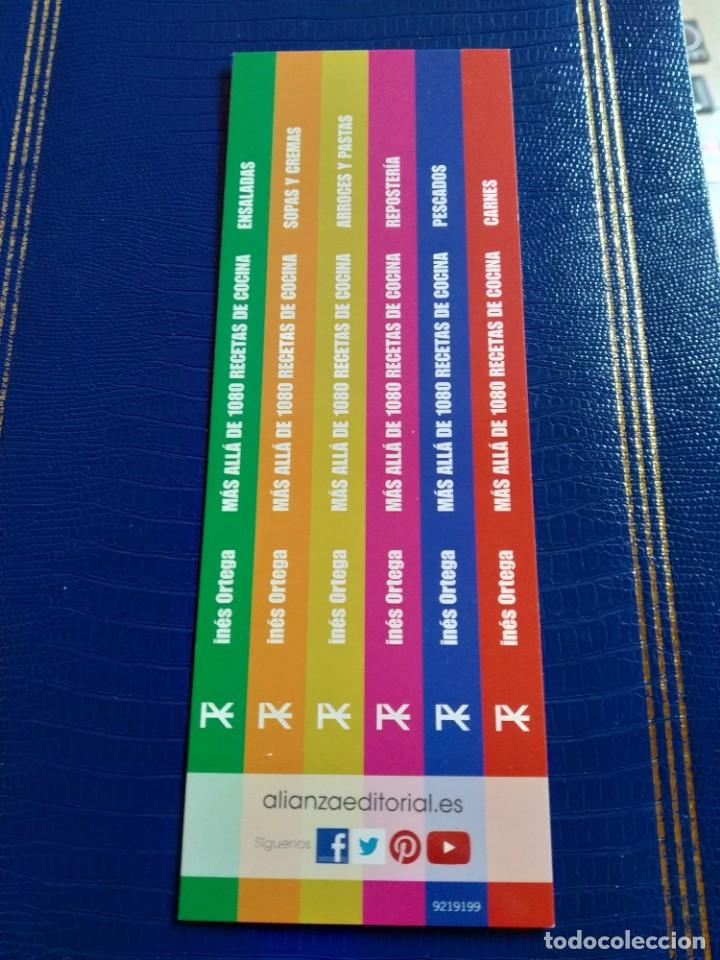 inés Ortega MÁS ALLÁ DE 1080 RECETAS DE COCINA ENSALADAS
inés Ortega MÁS ALLÁ DE 1080 RECETAS DE COCINA SOPAS Y CREMAS
inés Ortega MÁS ALLÁ DE 1080 RECETAS DE COCINA ARROCES Y PASTAS
inés Ortega MÁS ALLÁ DE 1080 RECETAS DE COCINA REPOSTERÍA
inés Ortega MÁS ALLÁ DE 1080 RECETAS DE COCINA PESCADOS
inés Ortega MÁS ALLÁ DE 1080 RECETAS DE COCINA CARNES
alianzaeditorial.es
Síguenos
9219199
todocoleccion